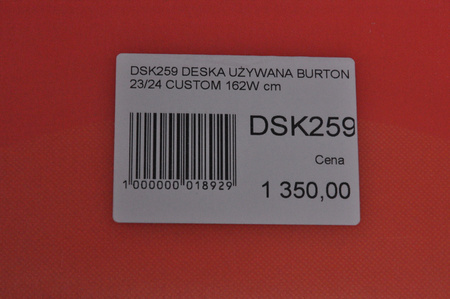 DSK259 DESKA UŻYWANA BURTON
23/24 CUSTOM 162W cm
DSK259
Cena
1 350,00
1 000000 018929